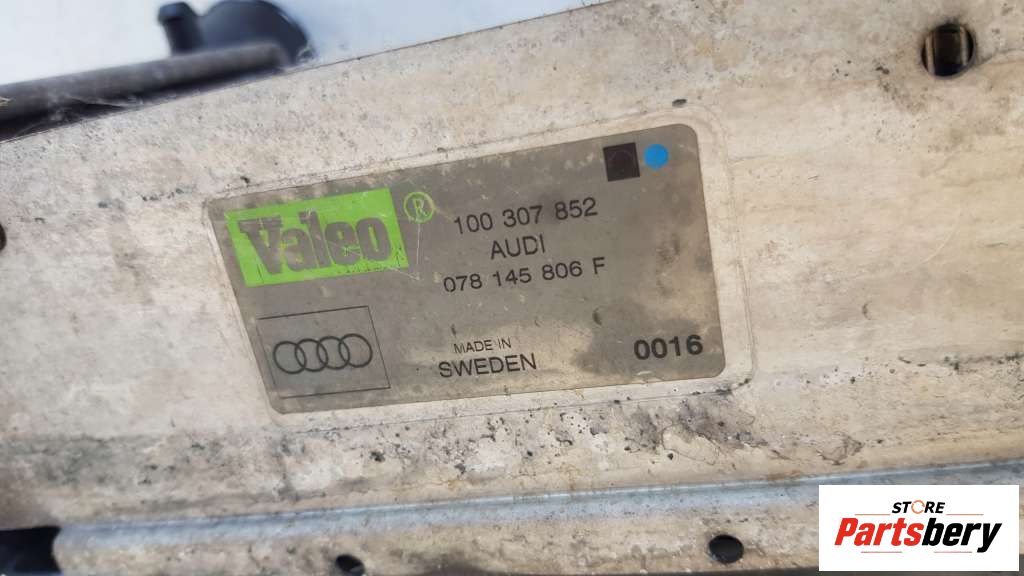 Valeo ®
100 307 852
AUDI
078 145 806 F
MADE IN
SWEDEN
0016
STORE
Partsbery